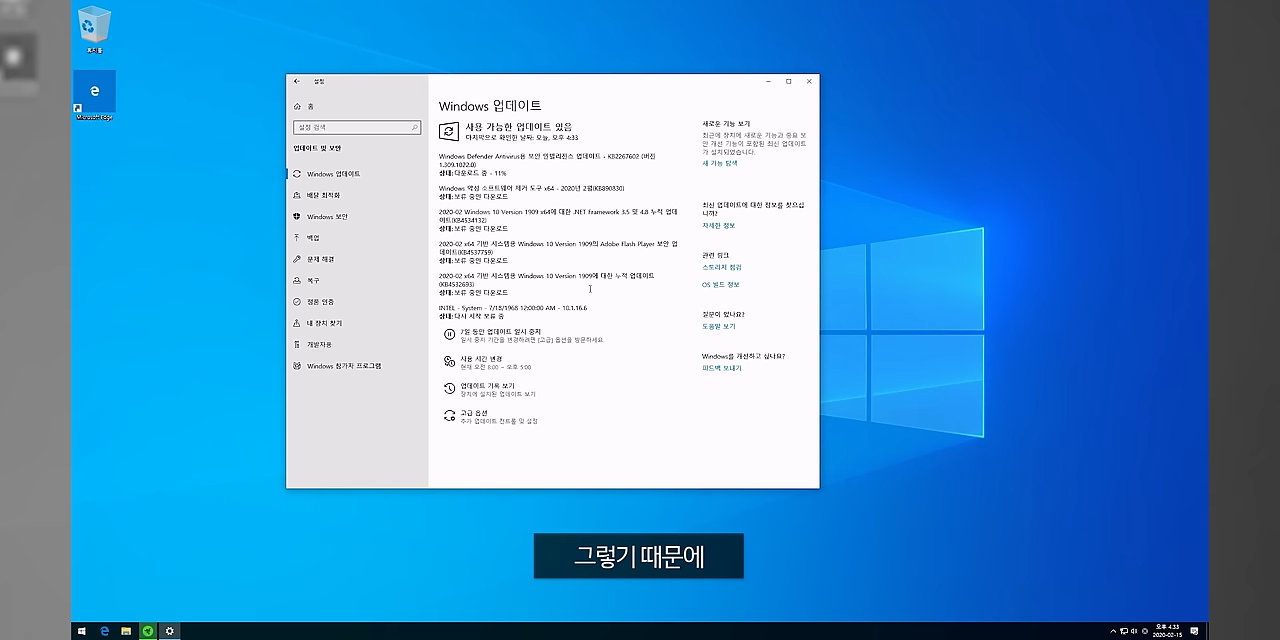 휴지통
Microsoft Edge
설정
홈
설정 검색
업데이트 및 보안
Windows 업데이트
배달 최적화
Windows 보안
백업
문제 해결
복구
정품 인증
내 장치 찾기
개발자용
Windows 참가자 프로그램
Windows 업데이트
사용 가능한 업데이트 있음
마지막으로 확인한 날짜: 오늘, 오후 4:33
Windows Defender Antivirus용 보안 인텔리전스 업데이트 - KB2267602 (버전
1.309.1022.0)
상태: 다운로드 중 - 11%
Windows 악성 소프트웨어 제거 도구 x64 - 2020년 2월(KB890830)
상태: 보류 중인 다운로드
2020-02 Windows 10 Version 1909 x64에 대한 .NET Framework 3.5 및 4.8 누적 업데
이트(KB4534132)
상태: 보류 중인 다운로드
2020-02 x64 기반 시스템용 Windows 10 Version 1909의 Adobe Flash Player 보안 업
데이트(KB4537759)
상태: 보류 중인 다운로드
2020-02 x64 기반 시스템용 Windows 10 Version 1909에 대한 누적 업데이트
(KB4532693)
상태: 보류 중인 다운로드
INTEL - System - 7/18/1968 12:00:00 AM - 10.1.16.6
상태: 다시 시작 보류 중
7일 동안 업데이트 일시 중지
일시 중지 기간을 변경하려면 [고급] 옵션을 방문하세요.
사용 시간 변경
현재 오전 8:00 ~ 오후 5:00
업데이트 기록 보기
장치에 설치된 업데이트 보기
고급 옵션
추가 업데이트 컨트롤 및 설정
새로운 기능 보기
최근에 장치에 새로운 기능과 중요 보
안 개선 기능이 포함된 최신 업데이트
가 설치되었습니다.
새 기능 탐색
최신 업데이트에 대한 정보를 찾으십
니까?
자세한 정보
관련 링크
스토리지 점검
OS 빌드 정보
질문이 있나요?
도움말 보기
Windows를 개선하고 싶나요?
피드백 보내기
그렇기 때문에
오후 4:33
2020-02-15